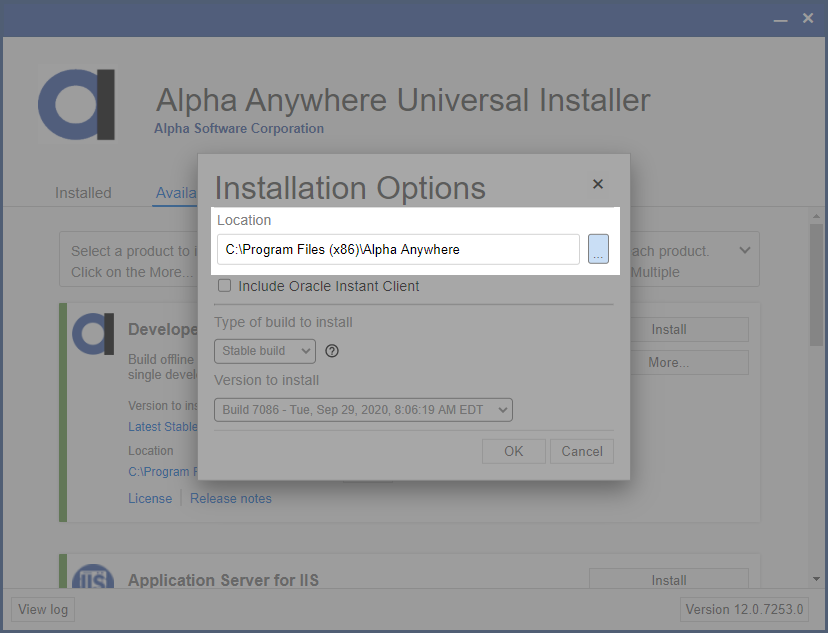 Alpha Anywhere Universal Installer
Alpha Software Corporation
Installed
Availa
Installation Options
Location
C:\Program Files (x86)\Alpha Anywhere
...
Include Oracle Instant Client
Type of build to install
Stable build
Version to install
Build 7086 - Tue, Sep 29, 2020, 8:06:19 AM EDT
OK
Cancel
Select a product to i
ach product.
Click on the More...
Multiple
Develope
Install
Build offline
More...
single devel
Version to ins
Latest Stable
Location
C:\Program F
License
Release notes
IIS
Application Server for IIS
Install
View log
Version 12.0.7253.0